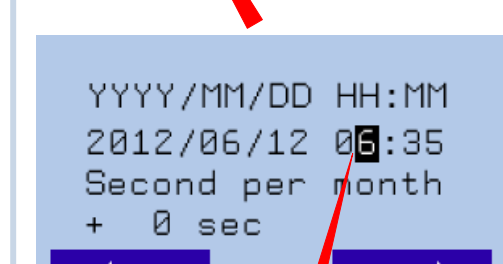 YYYY/MM/DD HH:MM
2012/06/12 06:35
Second per month
+ 0 sec